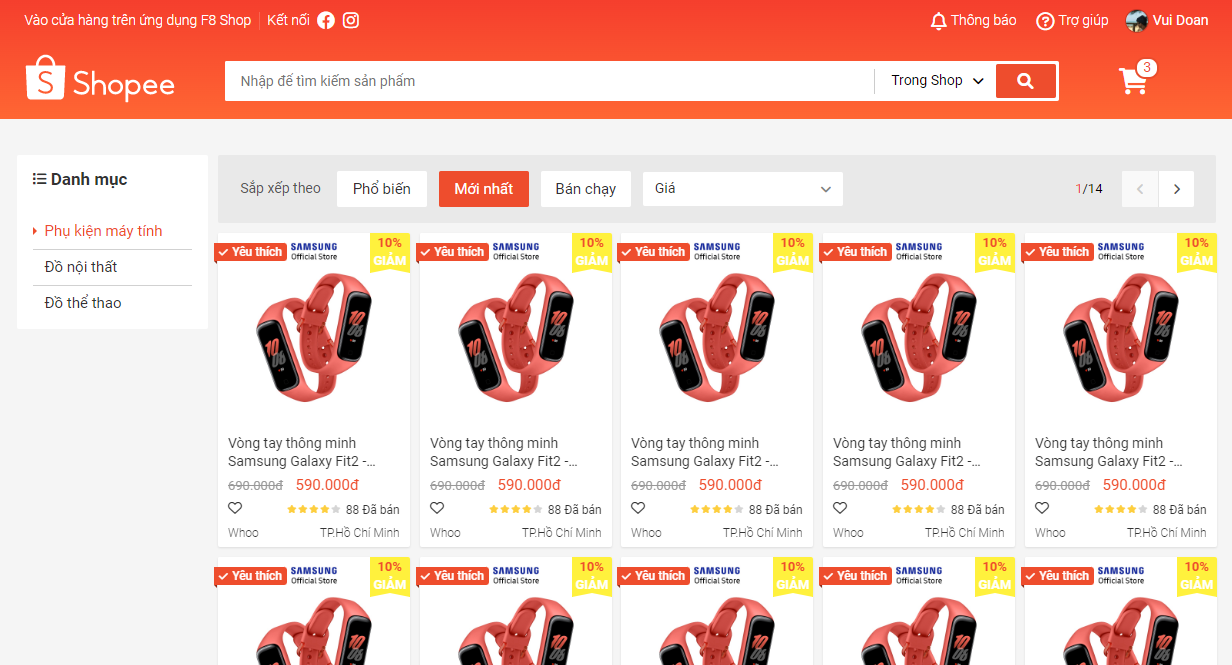 Vào cửa hàng trên ứng dụng F8 Shop Kết nối Thông báo Trợ giúp Vui Doan
Shopee Nhập để tìm kiếm sản phẩm Trong Shop 3
Danh mục
Phụ kiện máy tính
Đồ nội thất
Đồ thể thao
Sắp xếp theo Phổ biến Mới nhất Bán chạy Giá 1/14
Yêu thích SAMSUNG Official Store 10% GIẢM
Vòng tay thông minh
Samsung Galaxy Fit2 -...
690.000đ 590.000đ
88 Đã bán
Whoo TP.Hồ Chí Minh
Yêu thích SAMSUNG Official Store 10% GIẢM
Vòng tay thông minh
Samsung Galaxy Fit2 -...
690.000đ 590.000đ
88 Đã bán
Whoo TP.Hồ Chí Minh
Yêu thích SAMSUNG Official Store 10% GIẢM
Vòng tay thông minh
Samsung Galaxy Fit2 -...
690.000đ 590.000đ
88 Đã bán
Whoo TP.Hồ Chí Minh
Yêu thích SAMSUNG Official Store 10% GIẢM
Vòng tay thông minh
Samsung Galaxy Fit2 -...
690.000đ 590.000đ
88 Đã bán
Whoo TP.Hồ Chí Minh
Yêu thích SAMSUNG Official Store 10% GIẢM
Vòng tay thông minh
Samsung Galaxy Fit2 -...
690.000đ 590.000đ
88 Đã bán
Whoo TP.Hồ Chí Minh
Yêu thích SAMSUNG Official Store 10% GIẢM
Yêu thích SAMSUNG Official Store 10% GIẢM
Yêu thích SAMSUNG Official Store 10% GIẢM
Yêu thích SAMSUNG Official Store 10% GIẢM
Yêu thích SAMSUNG Official Store 10% GIẢM